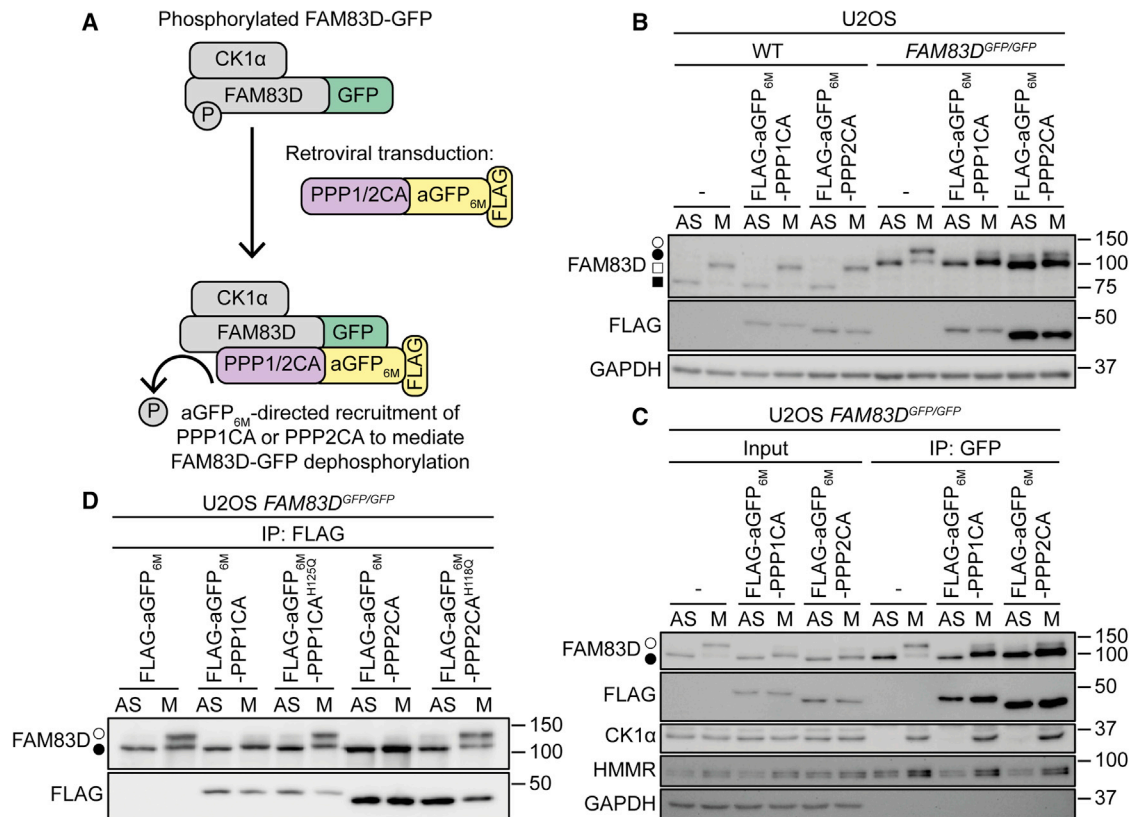 A
Phosphorylated FAM83D-GFP
CK1α
FAM83D
GFP
P
Retroviral transduction:
PPP1/2CA
aGFP6M
FLAG
CK1α
FAM83D
GFP
PPP1/2CA
aGFP6M
FLAG
P
aGFP6M-directed recruitment of
PPP1CA or PPP2CA to mediate
FAM83D-GFP dephosphorylation
B
U2OS
WT
FAM83DGFP/GFP
-
FLAG-aGFP6M
-PPP1CA
FLAG-aGFP6M
-PPP2CA
-
FLAG-aGFP6M
-PPP1CA
FLAG-aGFP6M
-PPP2CA
AS M AS M AS M AS M AS M AS M
FAM83D
150
100
75
FLAG
50
GAPDH
37
C
U2OS FAM83DGFP/GFP
Input
IP: GFP
-
FLAG-aGFP6M
-PPP1CA
FLAG-aGFP6M
-PPP2CA
-
FLAG-aGFP6M
-PPP1CA
FLAG-aGFP6M
-PPP2CA
AS M AS M AS M AS M AS M AS M
FAM83D
150
100
FLAG
50
CK1α
37
HMMR
100
GAPDH
37
D
U2OS FAM83DGFP/GFP
IP: FLAG
FLAG-aGFP6M
FLAG-aGFP6M
-PPP1CA
FLAG-aGFP6M
-PPP1CAH125Q
FLAG-aGFP6M
-PPP2CA
FLAG-aGFP6M
-PPP2CAH118Q
AS M AS M AS M AS M AS M
FAM83D
150
100
FLAG
50